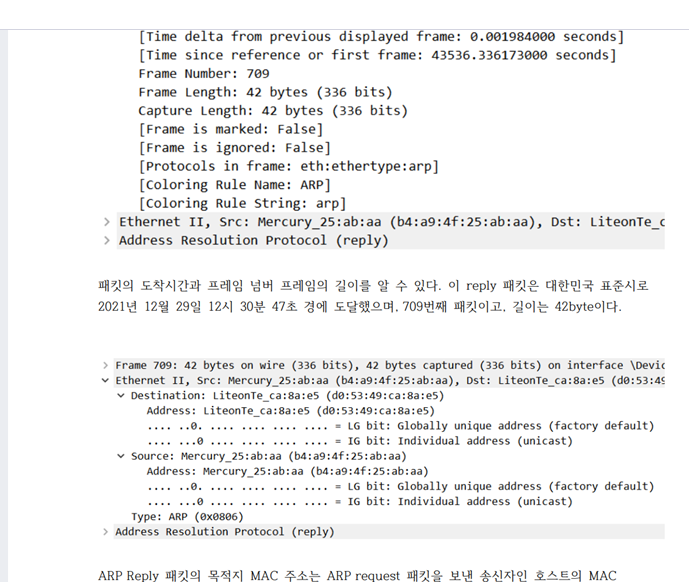 [Time delta from previous displayed frame: 0.001984000 seconds]
[Time since reference or first frame: 43536.336173000 seconds]
Frame Number: 709
Frame Length: 42 bytes (336 bits)
Capture Length: 42 bytes (336 bits)
[Frame is marked: False]
[Frame is ignored: False]
[Protocols in frame: eth:ethertype:arp]
[Coloring Rule Name: ARP]
[Coloring Rule String: arp]
Ethernet II, Src: Mercury_25:ab:aa (b4:a9:4f:25:ab:aa), Dst: LiteonTe_c
Address Resolution Protocol (reply)
패킷의 도착시간과 프레임 넘버 프레임의 길이를 알 수 있다. 이 reply 패킷은 대한민국 표준시로
2021년 12월 29일 12시 30분 47초 경에 도달했으며, 709번째 패킷이고, 길이는 42byte이다.
Frame 709: 42 bytes on wire (336 bits), 42 bytes captured (336 bits) on interface \Devic
Ethernet II, Src: Mercury_25:ab:aa (b4:a9:4f:25:ab:aa), Dst: LiteonTe_ca:8a:e5 (d0:53:49
Destination: LiteonTe_ca:8a:e5 (d0:53:49:ca:8a:e5)
Address: LiteonTe_ca:8a:e5 (d0:53:49:ca:8a:e5)
.... ..0. .... .... .... .... = LG bit: Globally unique address (factory default)
.... ...0 .... .... .... .... = IG bit: Individual address (unicast)
Source: Mercury_25:ab:aa (b4:a9:4f:25:ab:aa)
Address: Mercury_25:ab:aa (b4:a9:4f:25:ab:aa)
.... ..0. .... .... .... .... = LG bit: Globally unique address (factory default)
.... ...0 .... .... .... .... = IG bit: Individual address (unicast)
Type: ARP (0x0806)
Address Resolution Protocol (reply)
ARP Reply 패킷의 목적지 MAC 주소는 ARP request 패킷을 보낸 송신자인 호스트의 MAC